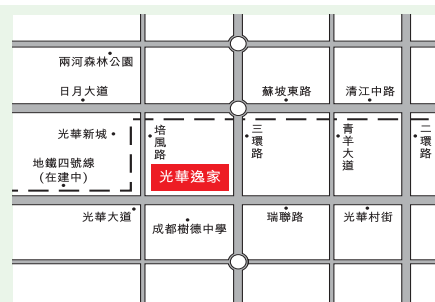 兩河森林公園
日月大道
蘇坡東路
清江中路
光華新城
培風路
三環路
青羊大道
二環路
地鐵四號線
(在建中)
光華逸家
光華大道
成都樹德中學
瑞聯路
光華村街